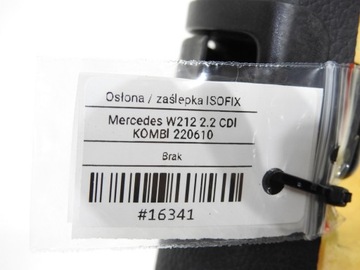 Osłona / zaślepka ISOFIX
Mercedes W212 2.2 CDI
KOMBI 220610
Brak
#16341